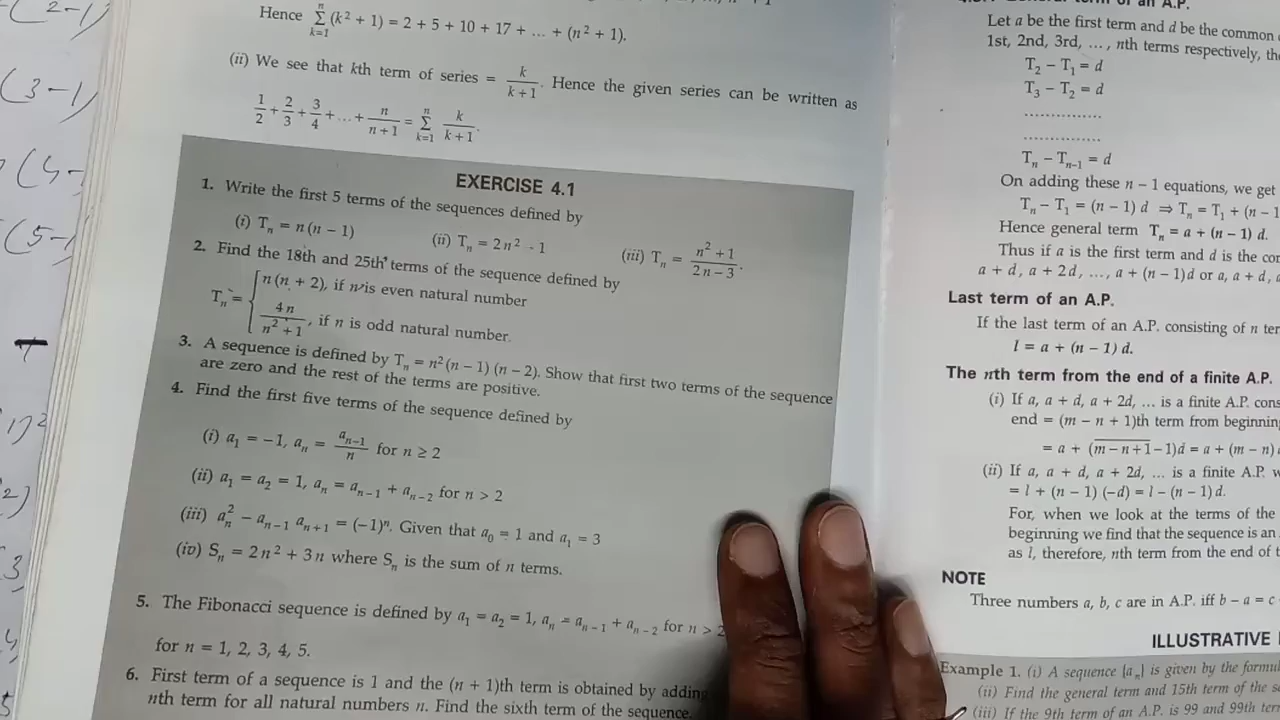 (2-1)
(3-1)
(4-
(5-1
Hence ∑ₖ₌₁ⁿ (k² + 1) = 2 + 5 + 10 + 17 + ... + (n² + 1).
(ii) We see that kth term of series = k/(k+1). Hence the given series can be written as
1/2 + 2/3 + 3/4 + ... + n/(n+1) = ∑ₖ₌₁ⁿ k/(k+1).
EXERCISE 4.1
1. Write the first 5 terms of the sequences defined by
(i) Tₙ = n(n − 1) (ii) Tₙ = 2n² − 1 (iii) Tₙ = (n² + 1)/(2n − 3).
2. Find the 18th and 25th terms of the sequence defined by
Tₙ = { n(n + 2), if n is even natural number
4n/(n² + 1), if n is odd natural number.
3. A sequence is defined by Tₙ = n²(n − 1)(n − 2). Show that first two terms of the sequence
are zero and the rest of the terms are positive.
4. Find the first five terms of the sequence defined by
(i) a₁ = −1, aₙ = aₙ₋₁/n for n ≥ 2
(ii) a₁ = a₂ = 1, aₙ = aₙ₋₁ + aₙ₋₂ for n > 2
(iii) aₙ² − aₙ₋₁ aₙ₊₁ = (−1)ⁿ. Given that a₀ = 1 and a₁ = 3
(iv) Sₙ = 2n² + 3n where Sₙ is the sum of n terms.
5. The Fibonacci sequence is defined by a₁ = a₂ = 1, aₙ = aₙ₋₁ + aₙ₋₂ for n > 2
for n = 1, 2, 3, 4, 5.
6. First term of a sequence is 1 and the (n + 1)th term is obtained by adding
nth term for all natural numbers n. Find the sixth term of the sequence.
Let a be the first term and d be the common
1st, 2nd, 3rd, ..., nth terms respectively, the
T₂ − T₁ = d
T₃ − T₂ = d
..............
..............
Tₙ − Tₙ₋₁ = d
On adding these n − 1 equations, we get
Tₙ − T₁ = (n − 1) d ⇒ Tₙ = T₁ + (n − 1
Hence general term Tₙ = a + (n − 1) d.
Thus if a is the first term and d is the
a + d, a + 2d, ..., a + (n − 1)d or a, a + d,
Last term of an A.P.
If the last term of an A.P. consisting of n
l = a + (n − 1) d.
The nth term from the end of a finite A.P.
(i) If a, a + d, a + 2d, ... is a finite A.P.
end = (m − n + 1)th term from beginning
= a + (m − n + 1 − 1)d = a + (m − n)
(ii) If a, a + d, a + 2d, ... is a finite A.P.
= l + (n − 1) (−d) = l − (n − 1) d.
For, when we look at the terms of the
beginning we find that the sequence is an
as l, therefore, nth term from the end of
NOTE
Three numbers a, b, c are in A.P. iff b − a = c
ILLUSTRATIVE
Example 1. (i) A sequence {aₙ} is given by the
(ii) Find the general term and 15th term of the
(iii) If the 9th term of an A.P. is 99 and 99th